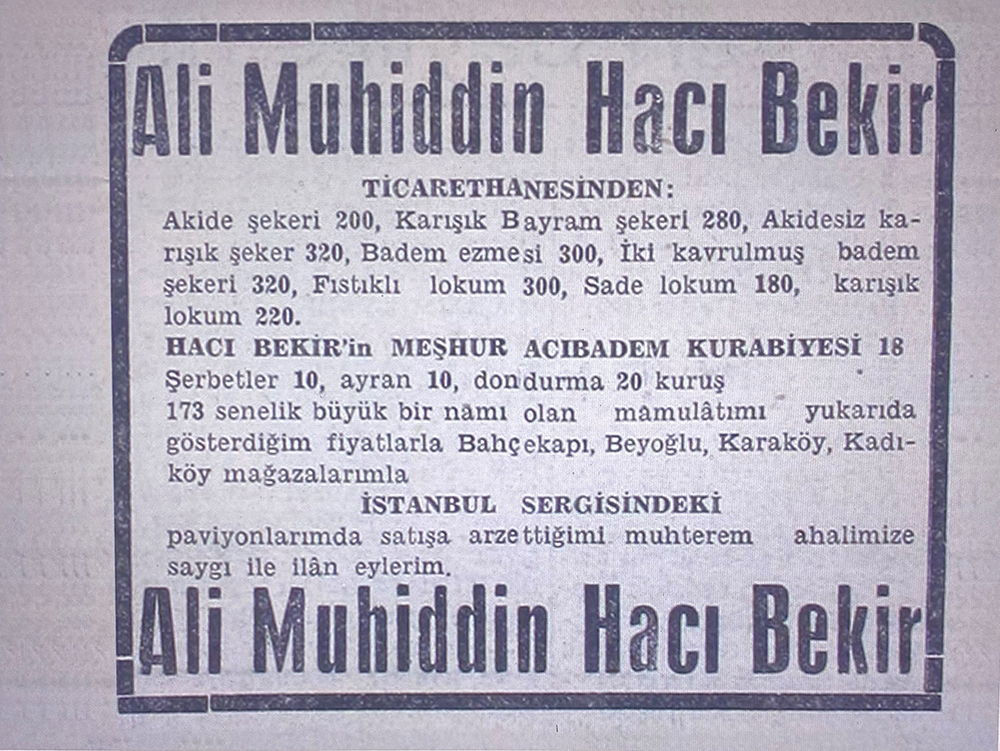 Ali Muhiddin Hacı Bekir
TİCARETHANESİNDEN:
Akide şekeri 200, Karışık Bayram şekeri 280, Akidesiz ka-
rışık şeker 320, Badem ezmesi 300, İki kavrulmuş badem
şekeri 320, Fıstıklı lokum 300, Sade lokum 180, karışık
lokum 220.
HACI BEKİR'in MEŞHUR ACIBADEM KURABİYESİ 18
Şerbetler 10, ayran 10, dondurma 20 kuruş
173 senelik büyük bir namı olan mamulâtımı yukarıda
gösterdiğim fiyatlarla Bahçekapı, Beyoğlu, Karaköy, Kadı-
köy mağazalarımla
İSTANBUL SERGİSİNDEKİ
paviyonlarımda satışa arzettiğimi muhterem ahalimize
saygı ile ilân eylerim.
Ali Muhiddin Hacı Bekir